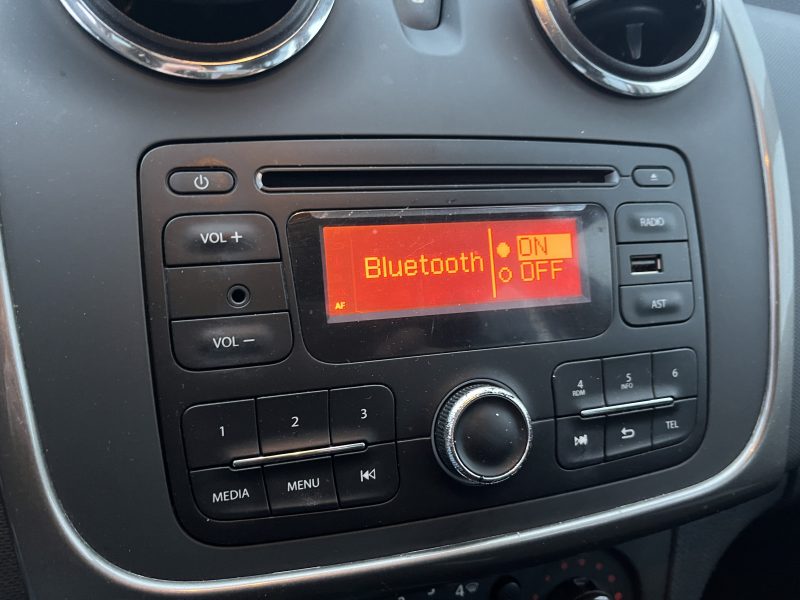 VOL +
RADIO
Bluetooth
ON
OFF
AF
VOL −
AST
1
2
3
4
RDM
5
INFO
6
MEDIA
MENU
TEL
4